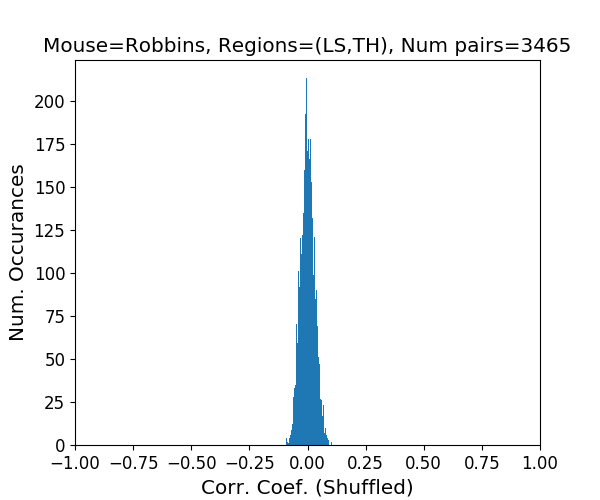 Mouse=Robbins, Regions=(LS,TH), Num pairs=3465
Num. Occurances
200
175
150
125
100
75
50
25
0
−1.00 −0.75 −0.50 −0.25 0.00 0.25 0.50 0.75 1.00
Corr. Coef. (Shuffled)